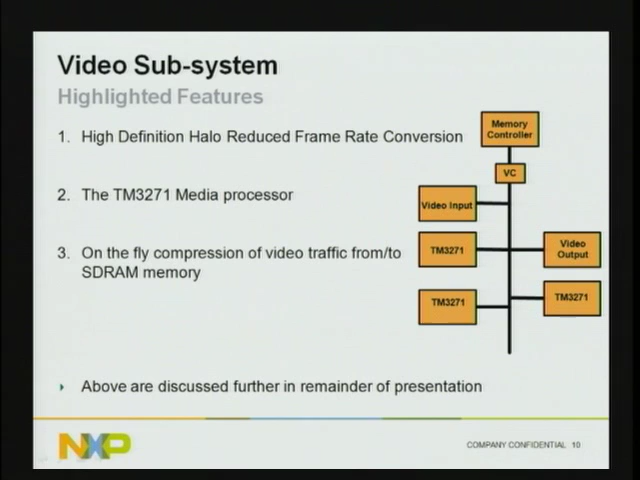 Video Sub-system
Highlighted Features
1. High Definition Halo Reduced Frame Rate Conversion
2. The TM3271 Media processor
3. On the fly compression of video traffic from/to
SDRAM memory
Memory
Controller
VC
Video Input
TM3271
Video
Output
TM3271
TM3271
Above are discussed further in remainder of presentation
NXP
COMPANY CONFIDENTIAL 10